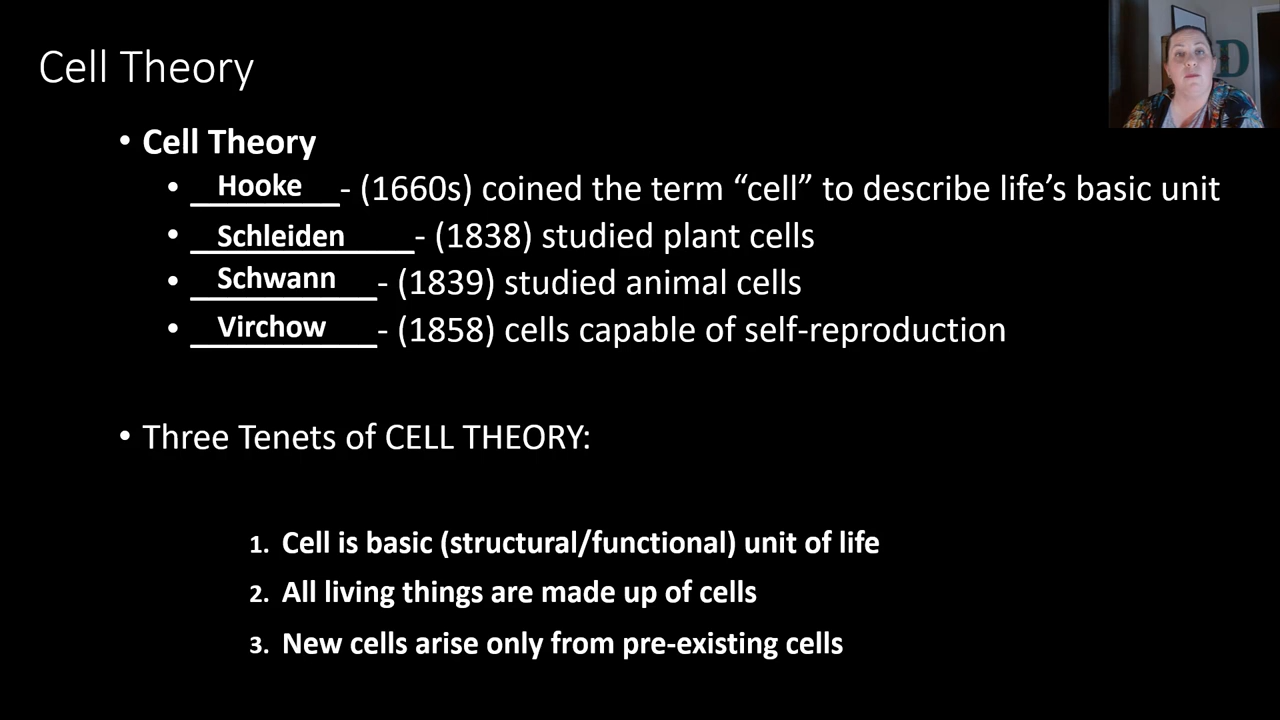 Cell Theory
• Cell Theory
• Hooke - (1660s) coined the term “cell” to describe life’s basic unit
• Schleiden - (1838) studied plant cells
• Schwann - (1839) studied animal cells
• Virchow - (1858) cells capable of self-reproduction
• Three Tenets of CELL THEORY:
1. Cell is basic (structural/functional) unit of life
2. All living things are made up of cells
3. New cells arise only from pre-existing cells
D